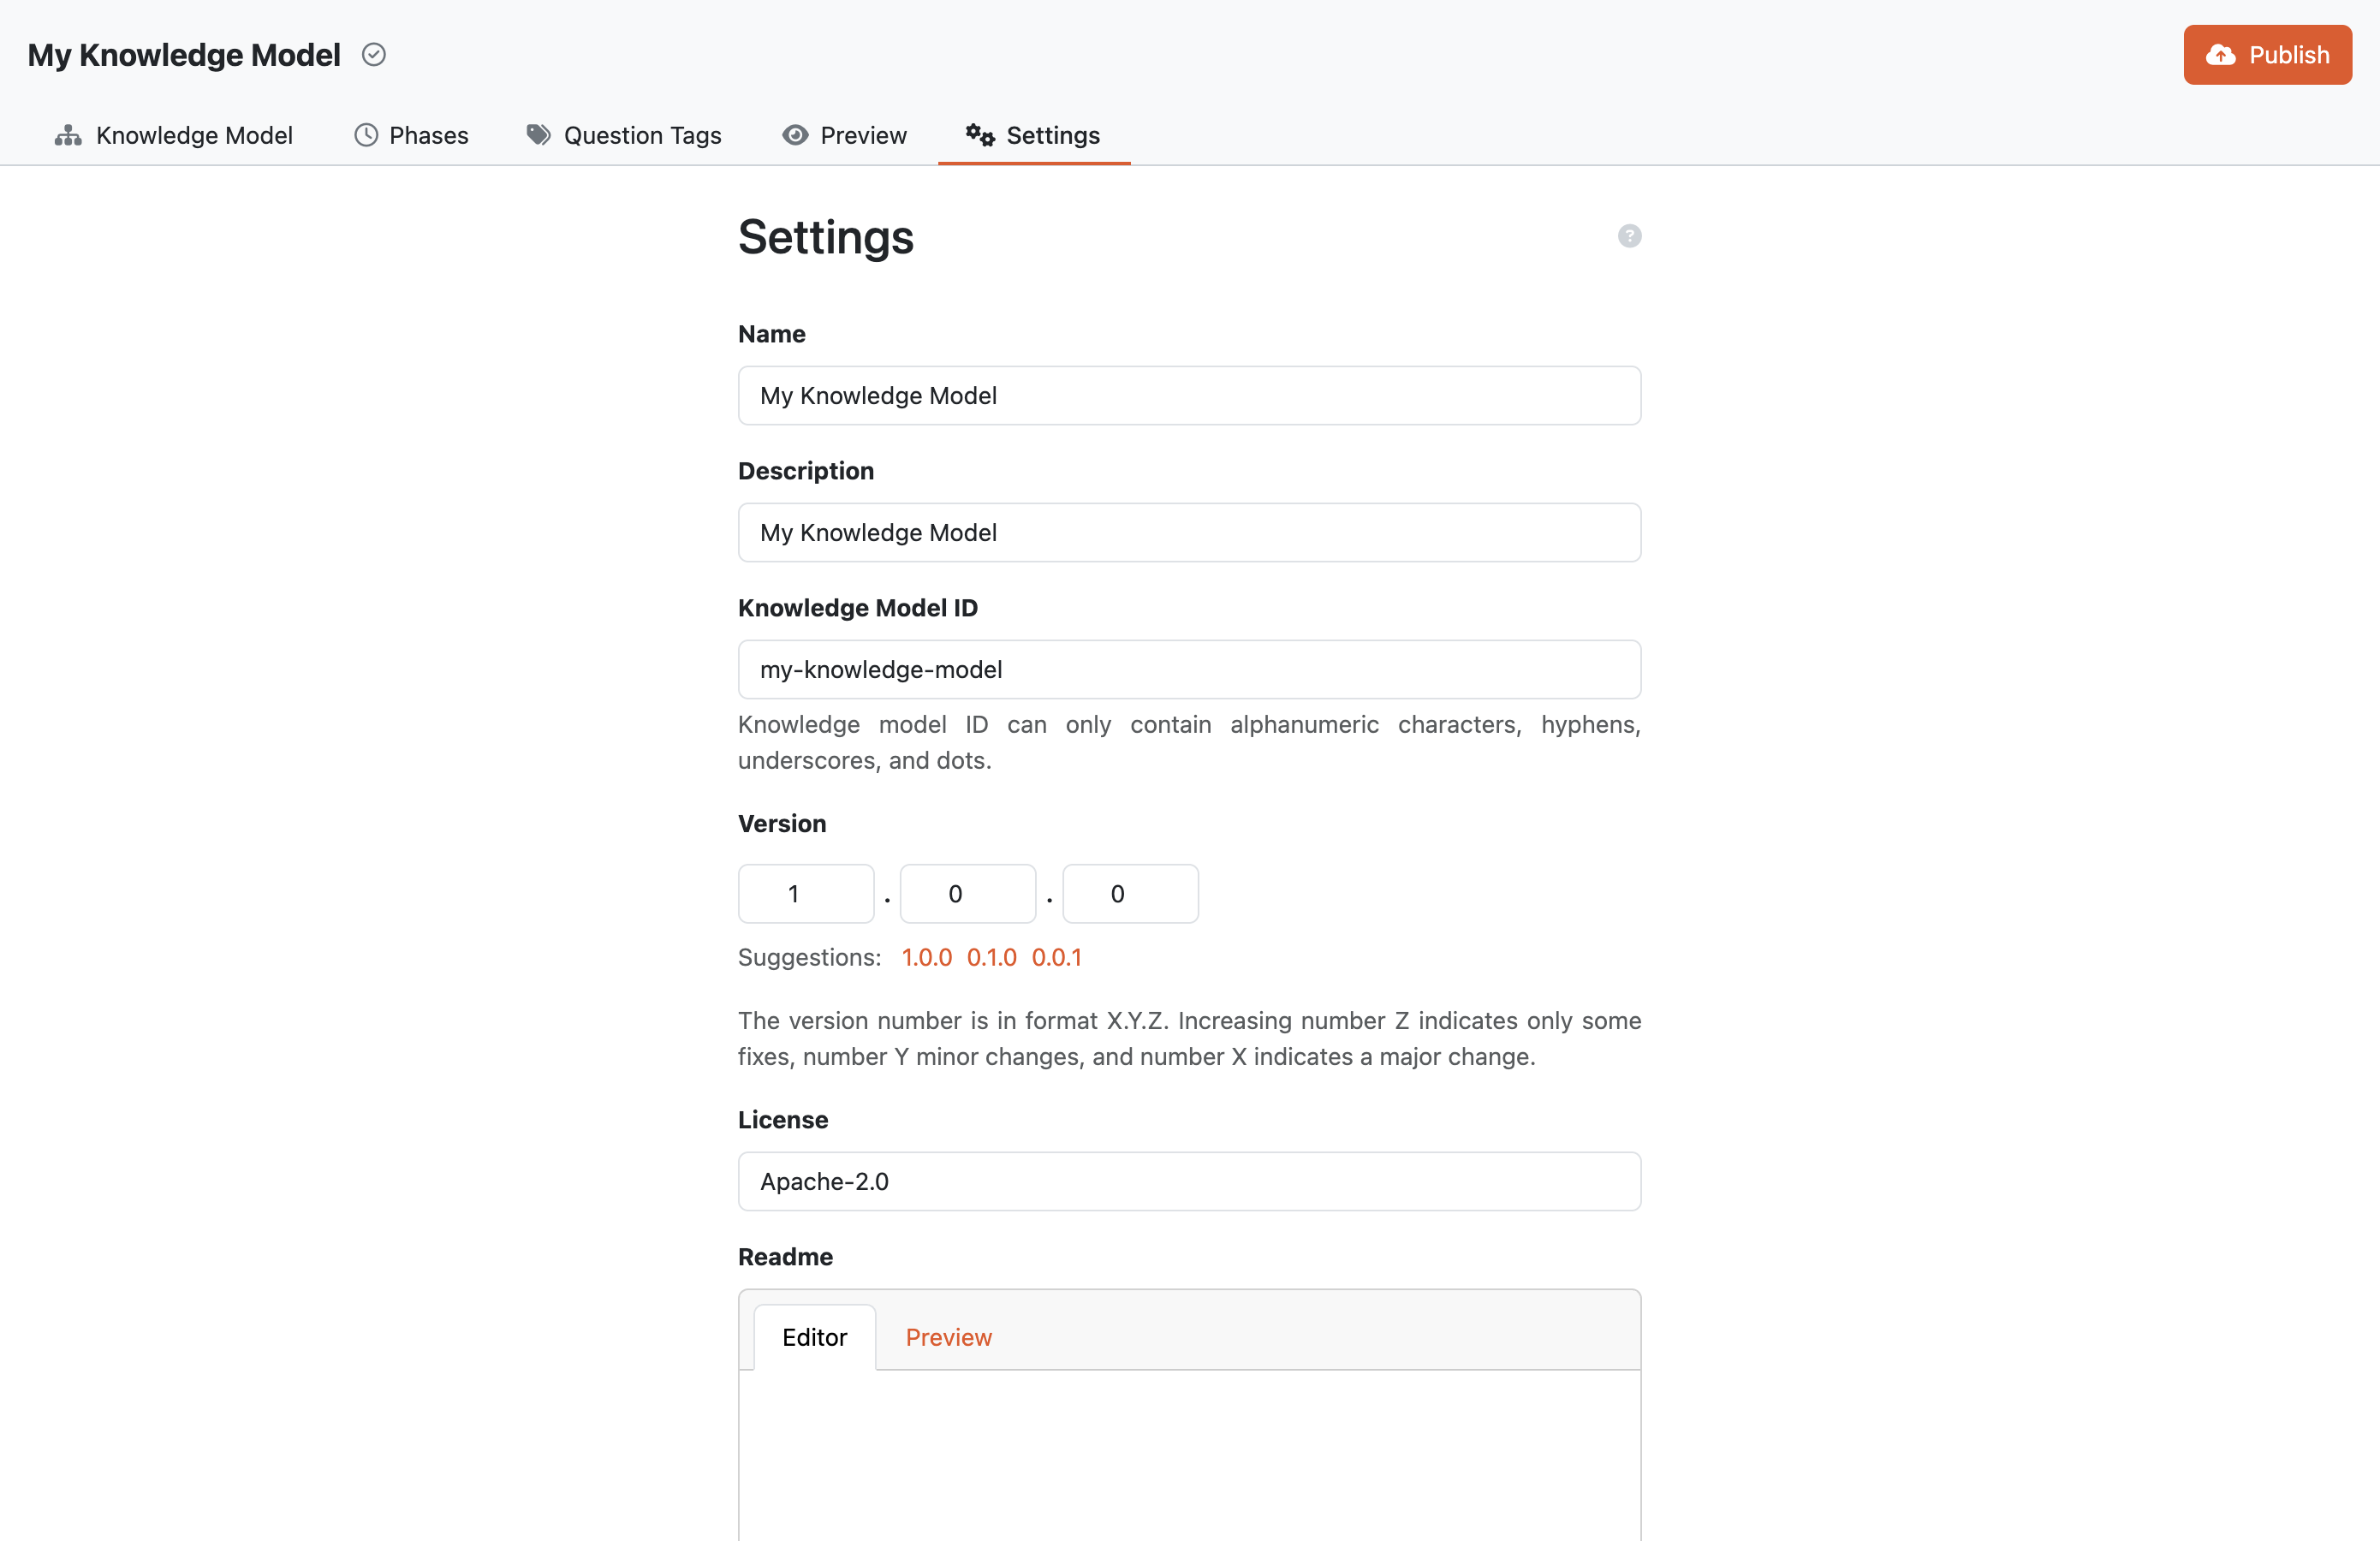 My Knowledge Model
Publish
Knowledge Model
Phases
Question Tags
Preview
Settings
Settings
?
Name
My Knowledge Model
Description
My Knowledge Model
Knowledge Model ID
my-knowledge-model
Knowledge model ID can only contain alphanumeric characters, hyphens,
underscores, and dots.
Version
1 . 0 . 0
Suggestions: 1.0.0 0.1.0 0.0.1
The version number is in format X.Y.Z. Increasing number Z indicates only some
fixes, number Y minor changes, and number X indicates a major change.
License
Apache-2.0
Readme
Editor
Preview